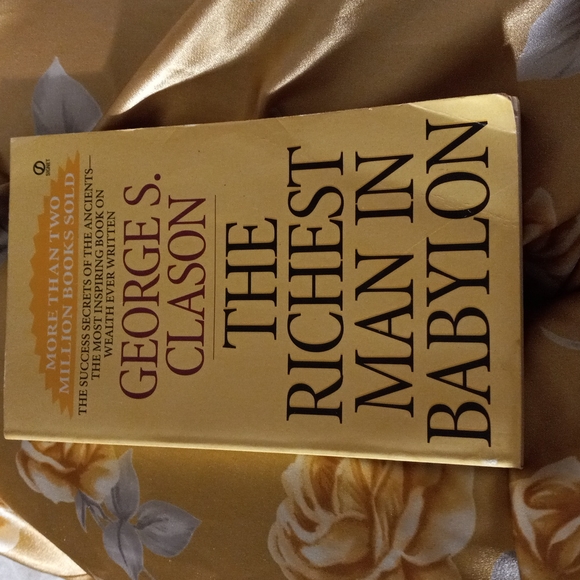 SIGNET
MORE THAN TWO
MILLION BOOKS SOLD
THE SUCCESS SECRETS OF THE ANCIENTS—
THE MOST INSPIRING BOOK ON
WEALTH EVER WRITTEN
GEORGE S.
CLASON
THE
RICHEST
MAN IN
BABYLON